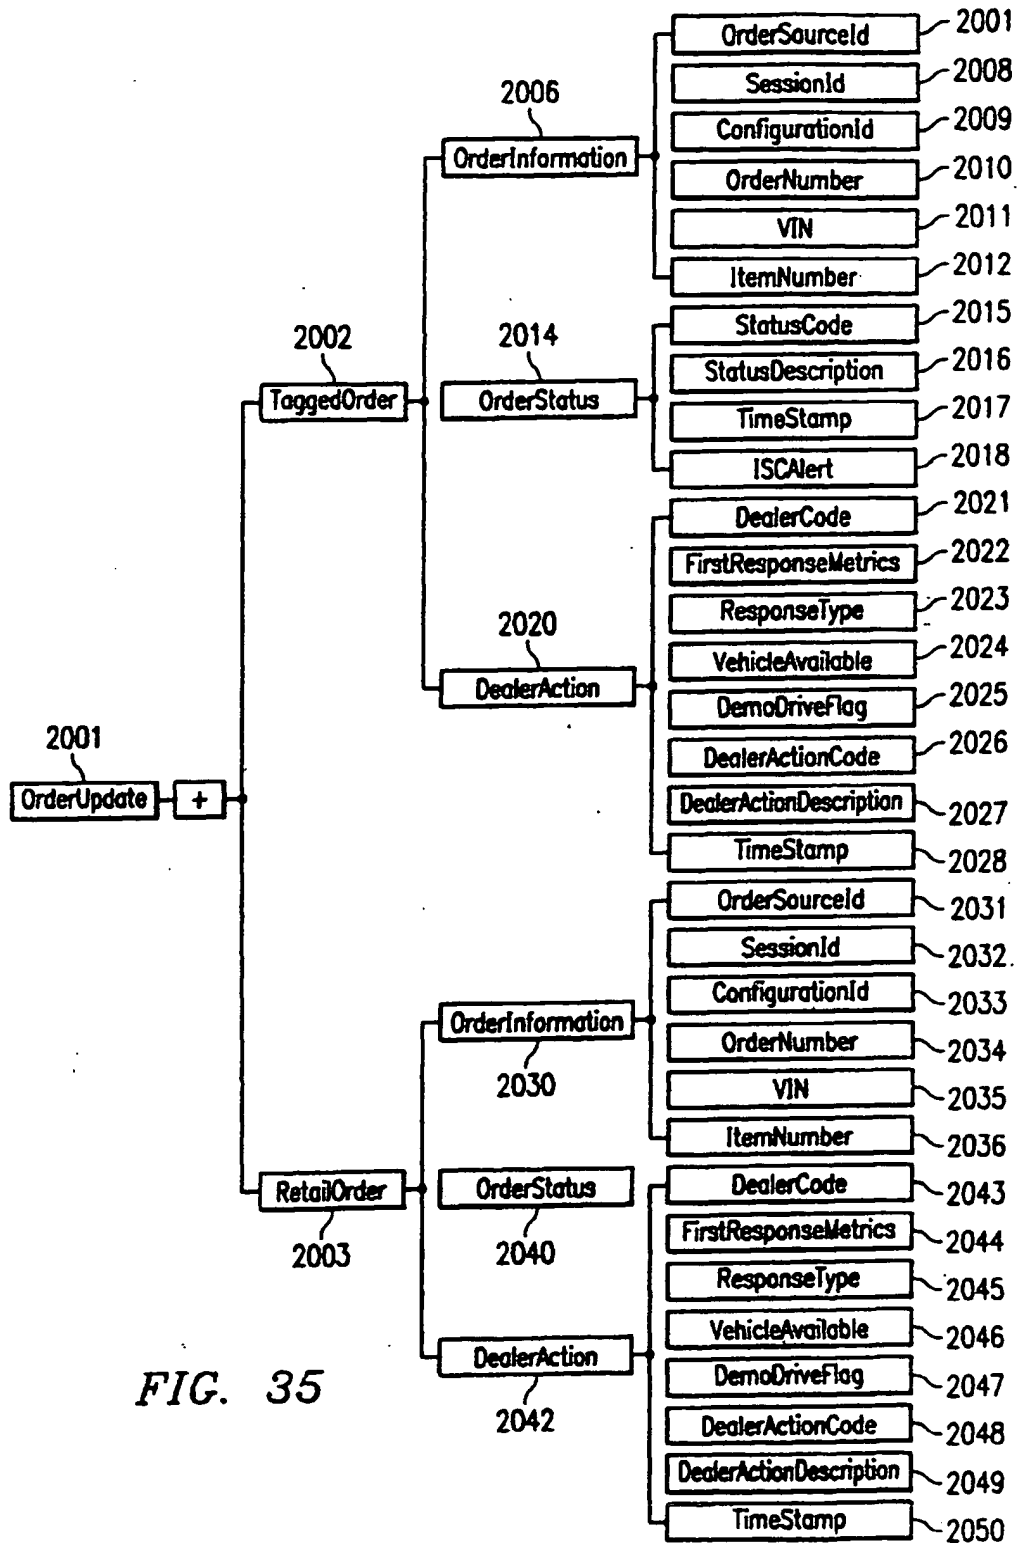 OrderSourceId 2001
SessionId 2008
2006
ConfigurationId 2009
OrderInformation
OrderNumber 2010
VIN 2011
ItemNumber 2012
StatusCode 2015
2002
2014
StatusDescription 2016
TaggedOrder
OrderStatus
TimeStamp 2017
ISCAlert 2018
DealerCode 2021
FirstResponseMetrics 2022
ResponseType 2023
2020
VehicleAvailable 2024
DealerAction
DemoDriveFlag 2025
2001
DealerActionCode 2026
OrderUpdate +
DealerActionDescription 2027
TimeStamp 2028
OrderSourceId 2031
SessionId 2032
ConfigurationId 2033
OrderInformation
OrderNumber 2034
2030
VIN 2035
ItemNumber 2036
RetailOrder
OrderStatus
DealerCode 2043
2003
2040
FirstResponseMetrics 2044
ResponseType 2045
VehicleAvailable 2046
DealerAction
DemoDriveFlag 2047
2042
DealerActionCode 2048
DealerActionDescription 2049
TimeStamp 2050
FIG. 35